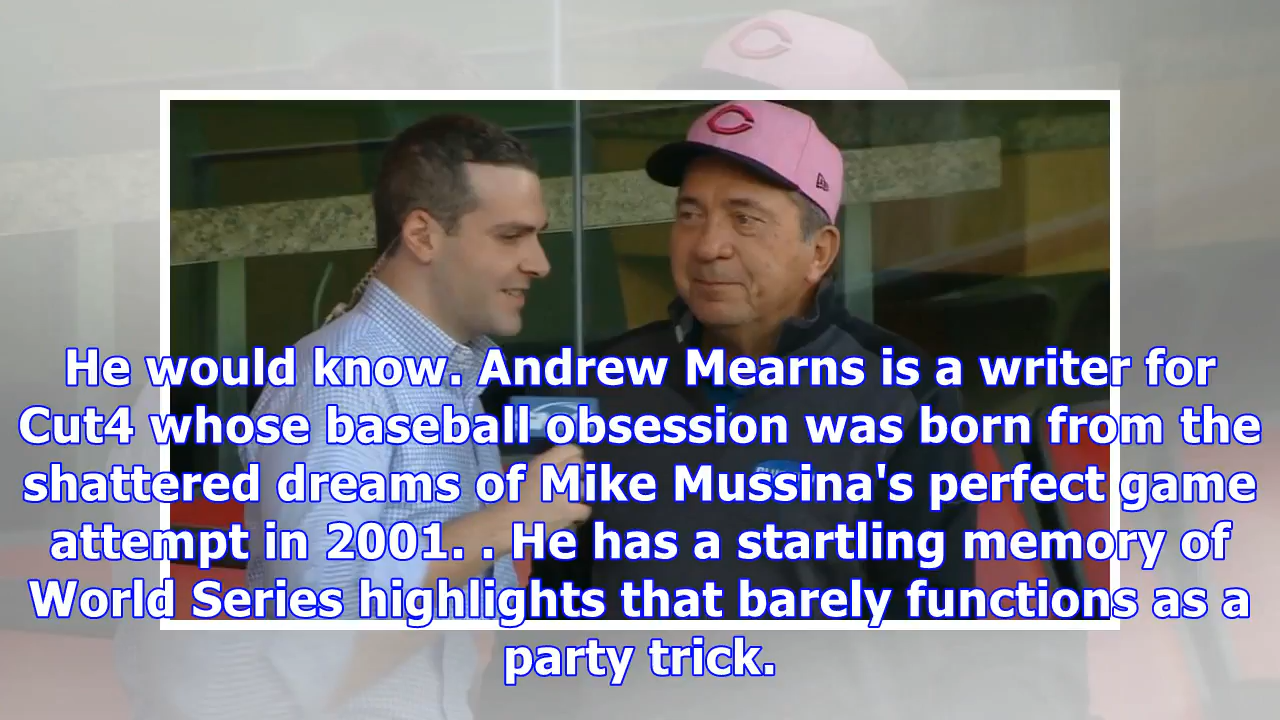 He would know. Andrew Mearns is a writer for
Cut4 whose baseball obsession was born from the
shattered dreams of Mike Mussina's perfect game
attempt in 2001. . He has a startling memory of
World Series highlights that barely functions as a
party trick.